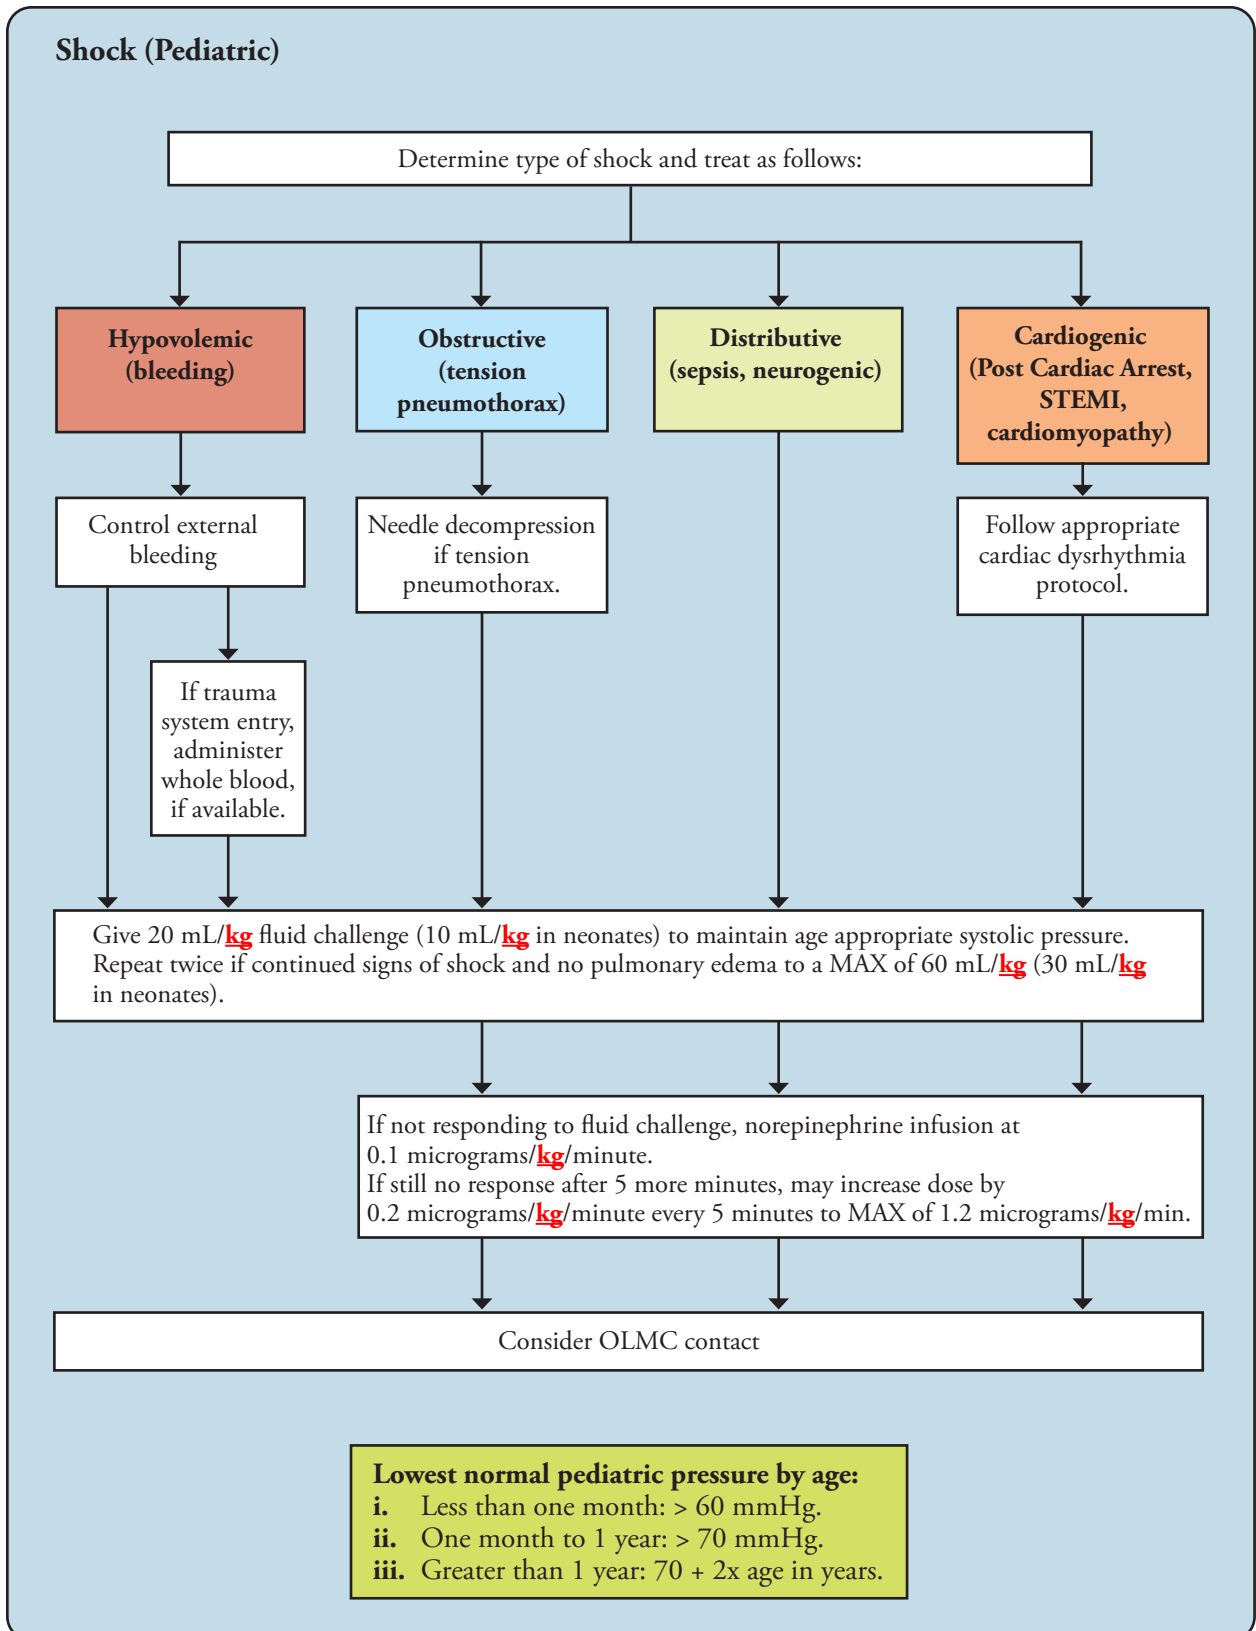 Shock (Pediatric)
Determine type of shock and treat as follows:
Hypovolemic
(bleeding)
Obstructive
(tension
pneumothorax)
Distributive
(sepsis, neurogenic)
Cardiogenic
(Post Cardiac Arrest,
STEMI,
cardiomyopathy)
Control external
bleeding
Needle decompression
if tension
pneumothorax.
Follow appropriate
cardiac dysrhythmia
protocol.
If trauma
system entry,
administer
whole blood,
if available.
Give 20 mL/kg fluid challenge (10 mL/kg in neonates) to maintain age appropriate systolic pressure.
Repeat twice if continued signs of shock and no pulmonary edema to a MAX of 60 mL/kg (30 mL/kg
in neonates).
If not responding to fluid challenge, norepinephrine infusion at
0.1 micrograms/kg/minute.
If still no response after 5 more minutes, may increase dose by
0.2 micrograms/kg/minute every 5 minutes to MAX of 1.2 micrograms/kg/min.
Consider OLMC contact
Lowest normal pediatric pressure by age:
i. Less than one month: > 60 mmHg.
ii. One month to 1 year: > 70 mmHg.
iii. Greater than 1 year: 70 + 2x age in years.